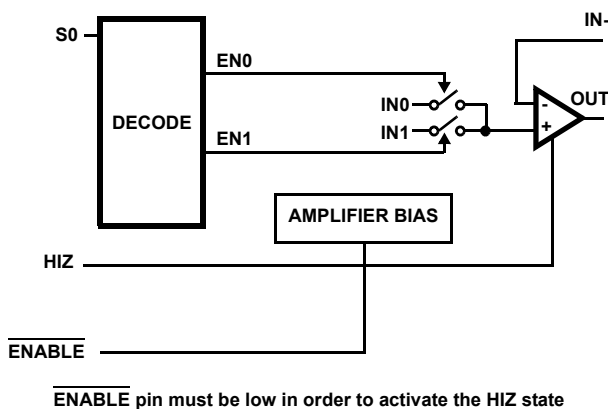 S0
DECODE
EN0
EN1
IN0
IN1
IN-
-
+
OUT
AMPLIFIER BIAS
HIZ
ENABLE
ENABLE pin must be low in order to activate the HIZ state